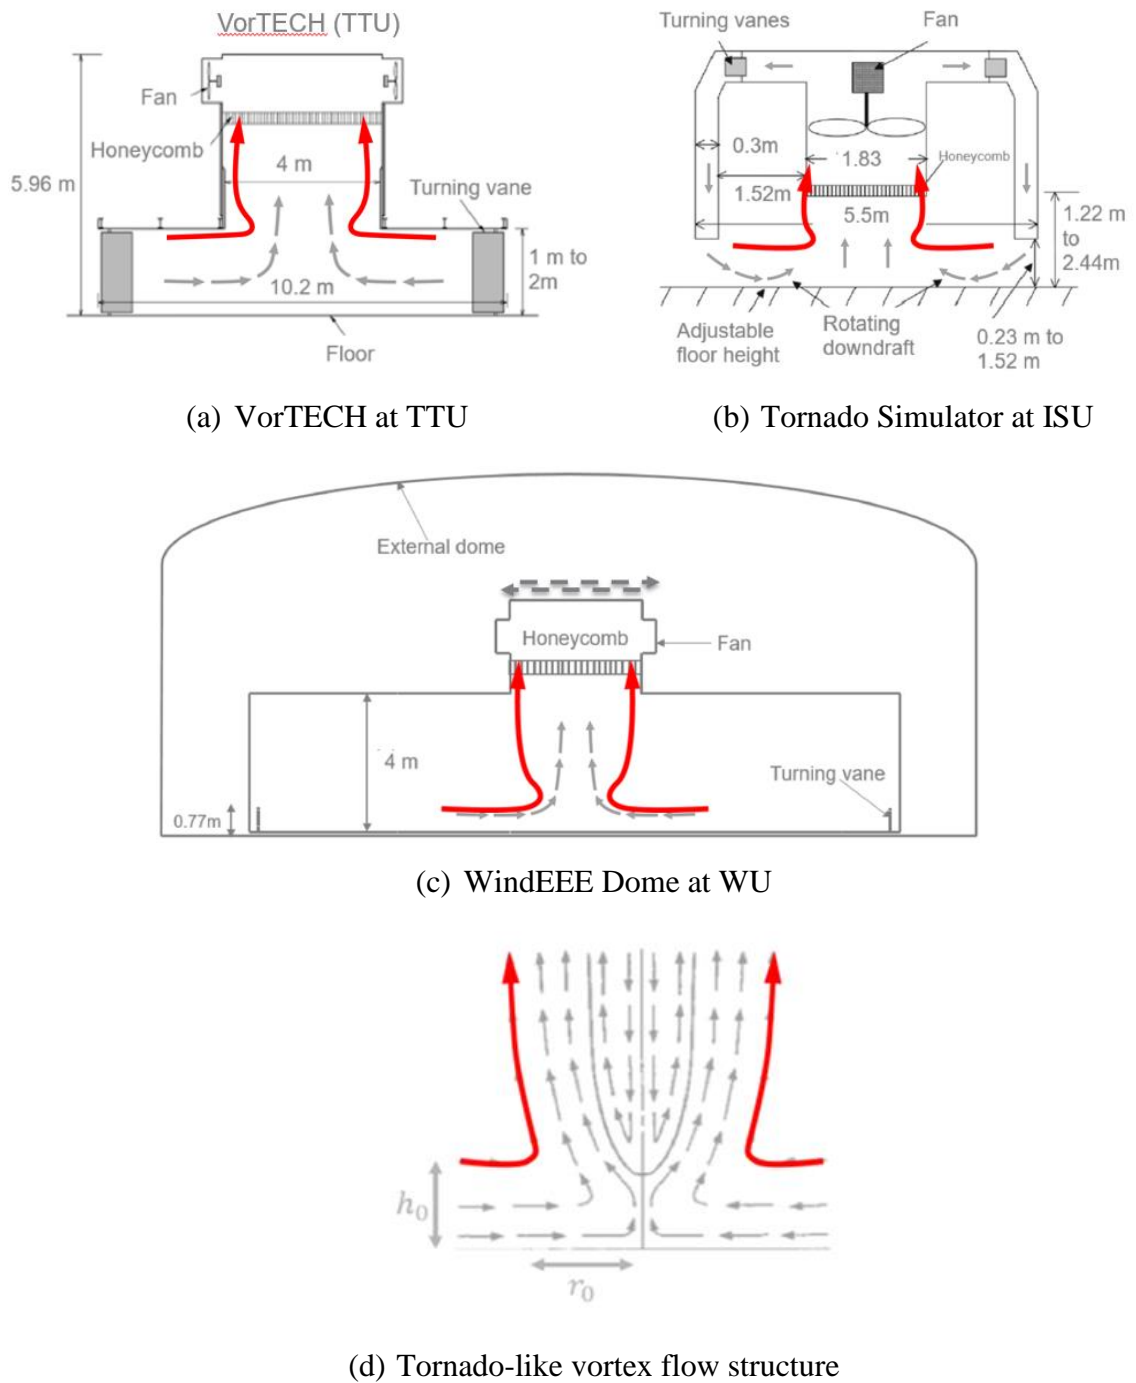 VorTECH (TTU)
Fan
Honeycomb
4 m
5.96 m
Turning vane
1 m to
2m
10.2 m
Floor
(a) VorTECH at TTU
Turning vanes
Fan
0.3m
1.83
Honeycomb
1.52m
5.5m
1.22 m
to
2.44m
Adjustable
floor height
Rotating
downdraft
0.23 m to
1.52 m
(b) Tornado Simulator at ISU
External dome
Honeycomb
Fan
4 m
Turning vane
0.77m
(c) WindEEE Dome at WU
h₀
r₀
(d) Tornado-like vortex flow structure